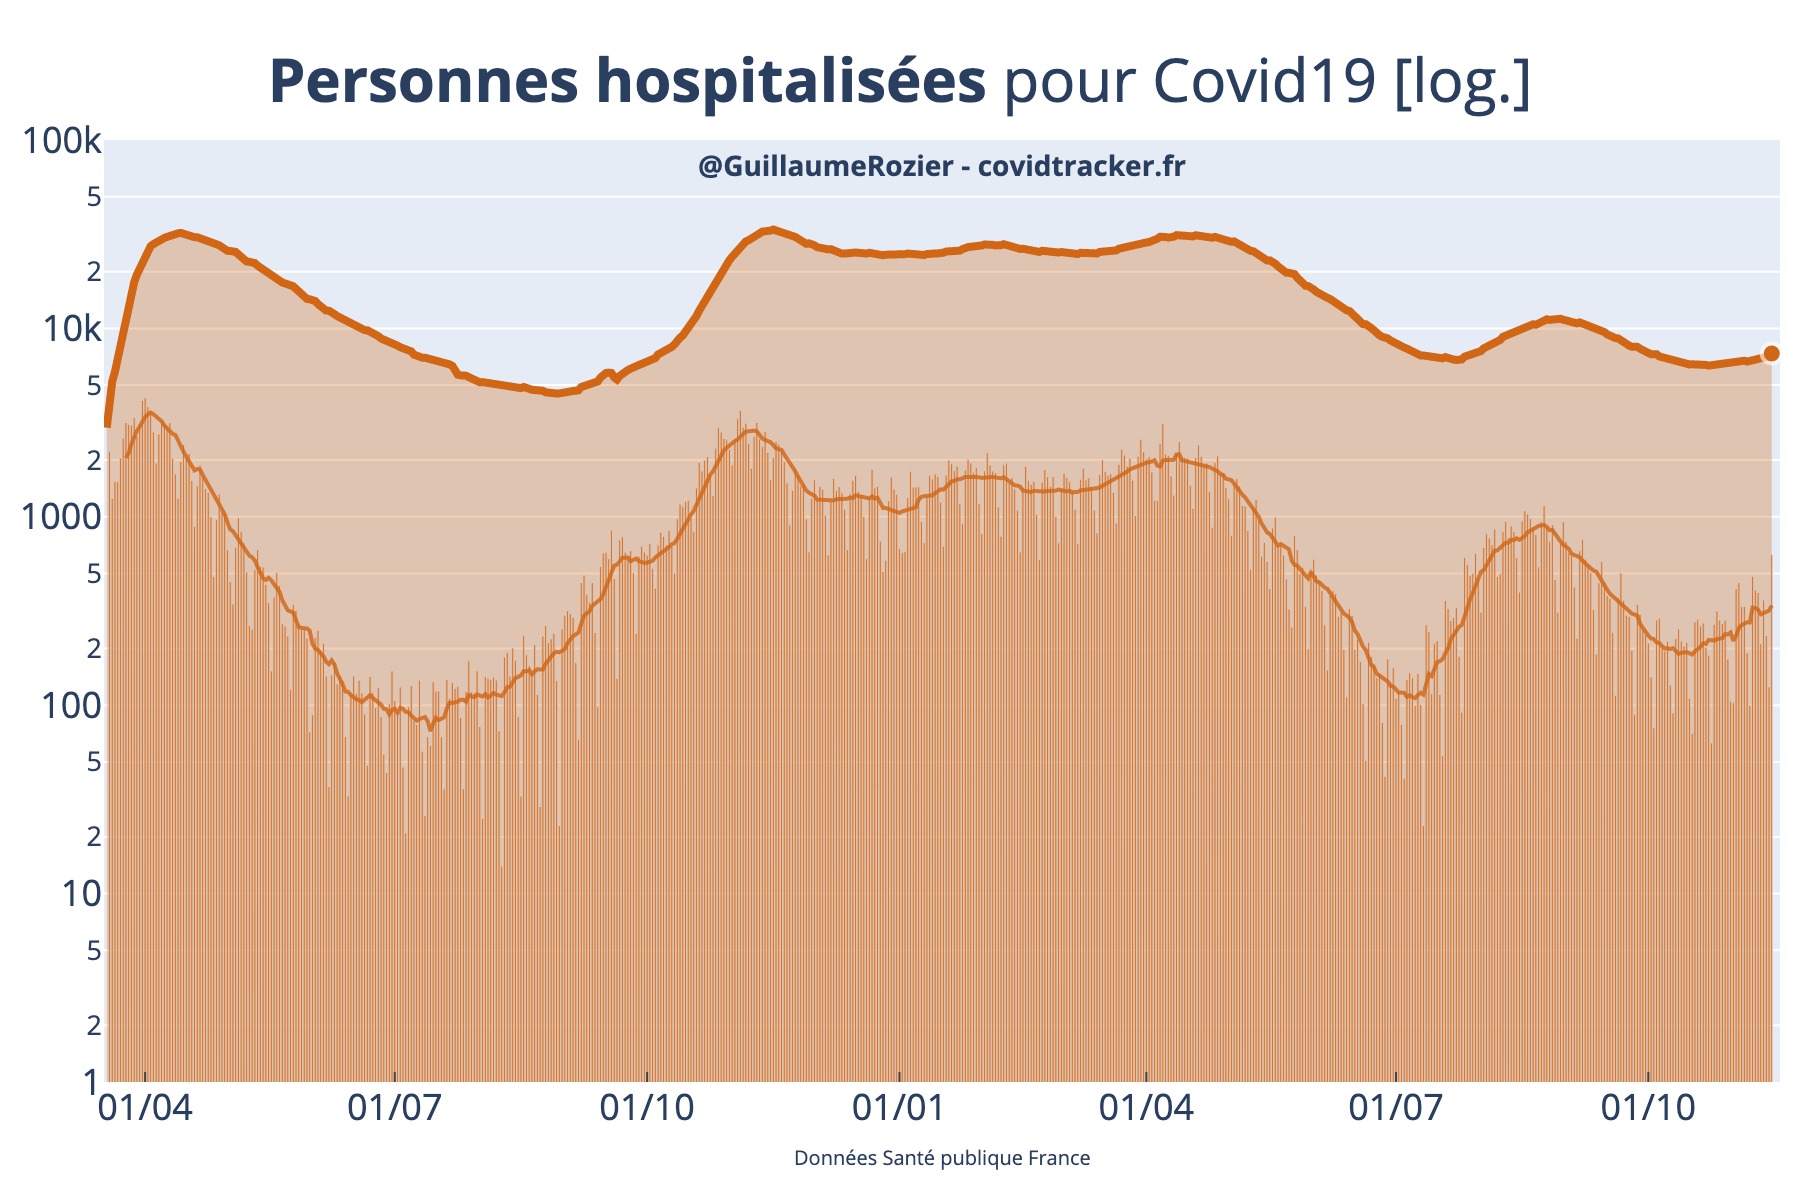 Personnes hospitalisées pour Covid19 [log.]
@GuillaumeRozier - covidtracker.fr
100k
5
2
10k
5
2
1000
5
2
100
5
2
10
5
2
1
01/04 01/07 01/10 01/01 01/04 01/07 01/10
Données Santé publique France